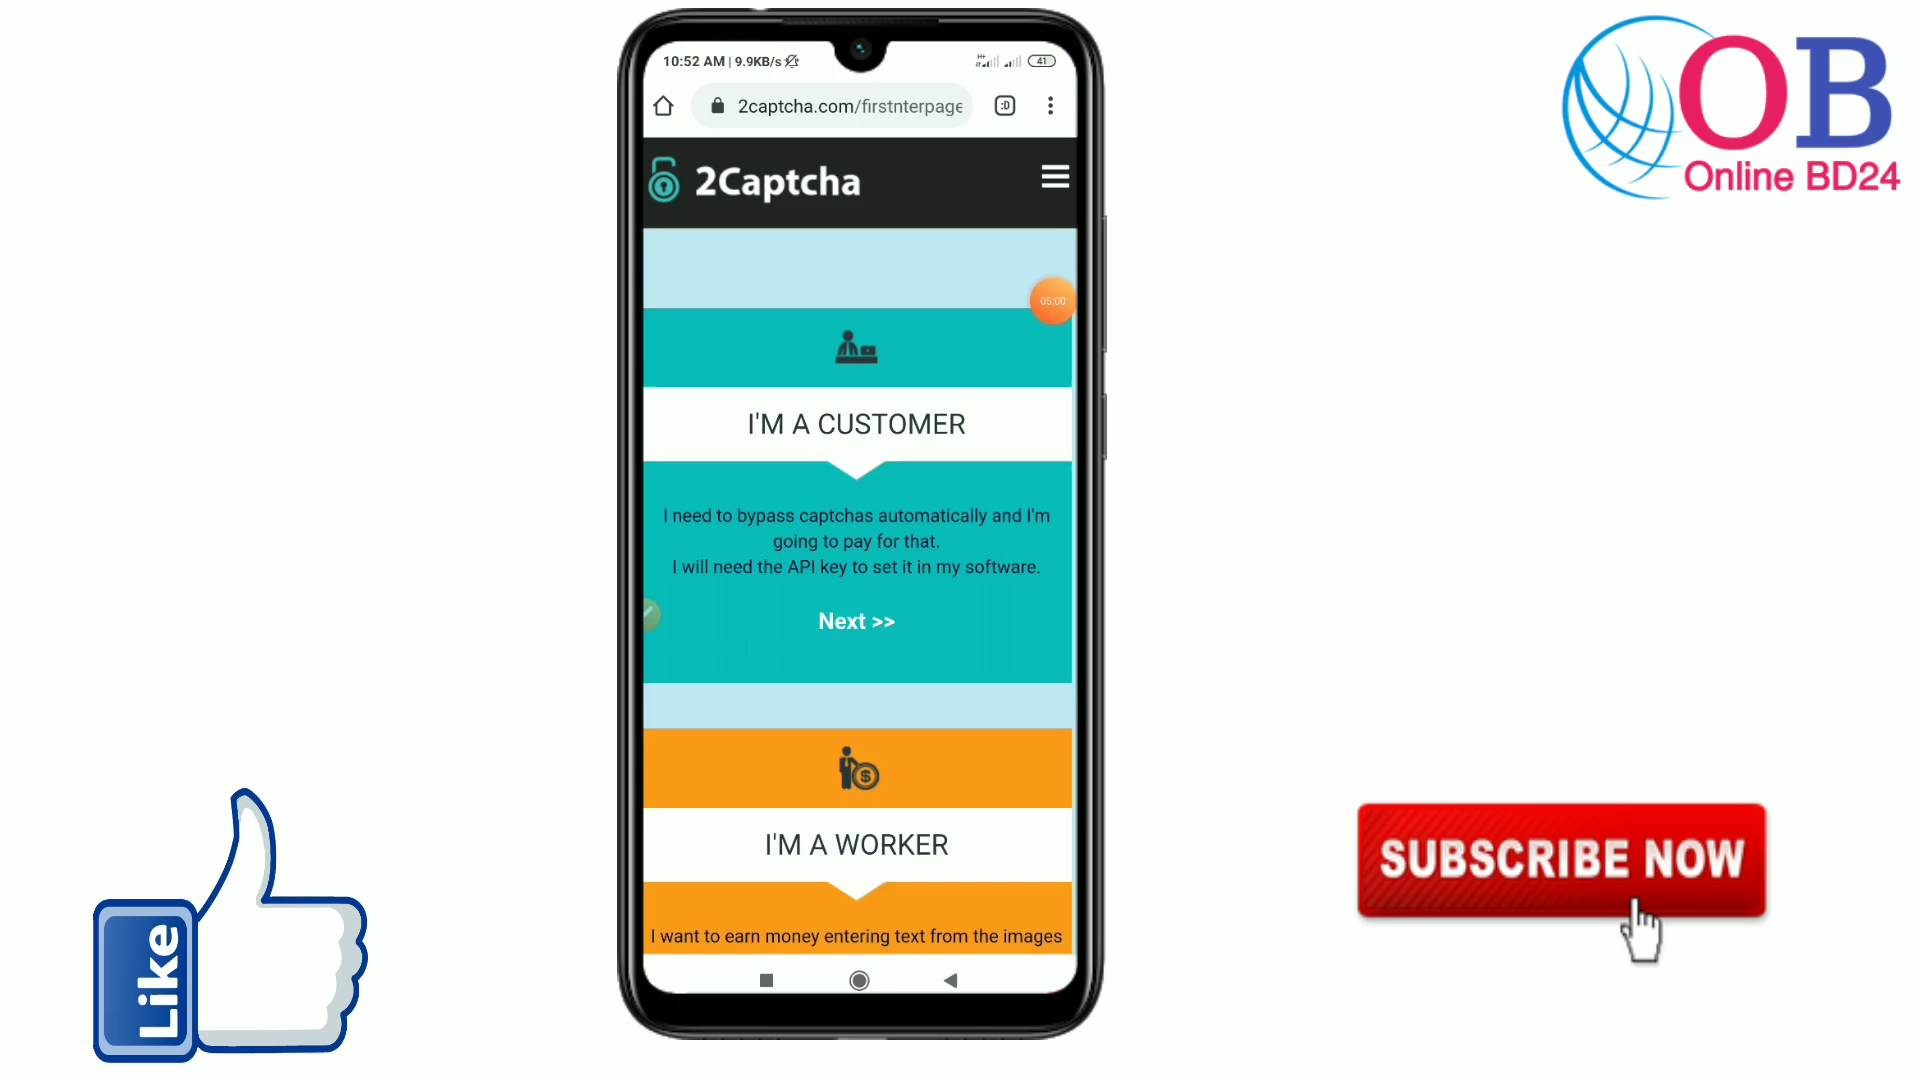 10:52 AM | 9.9KB/s
H+
41
2captcha.com/firstnterpage
:D
2Captcha
05:00
I'M A CUSTOMER
I need to bypass captchas automatically and I'm
going to pay for that.
I will need the API key to set it in my software.
Next >>
$
I'M A WORKER
I want to earn money entering text from the images
OB
Online BD24
Like
SUBSCRIBE NOW